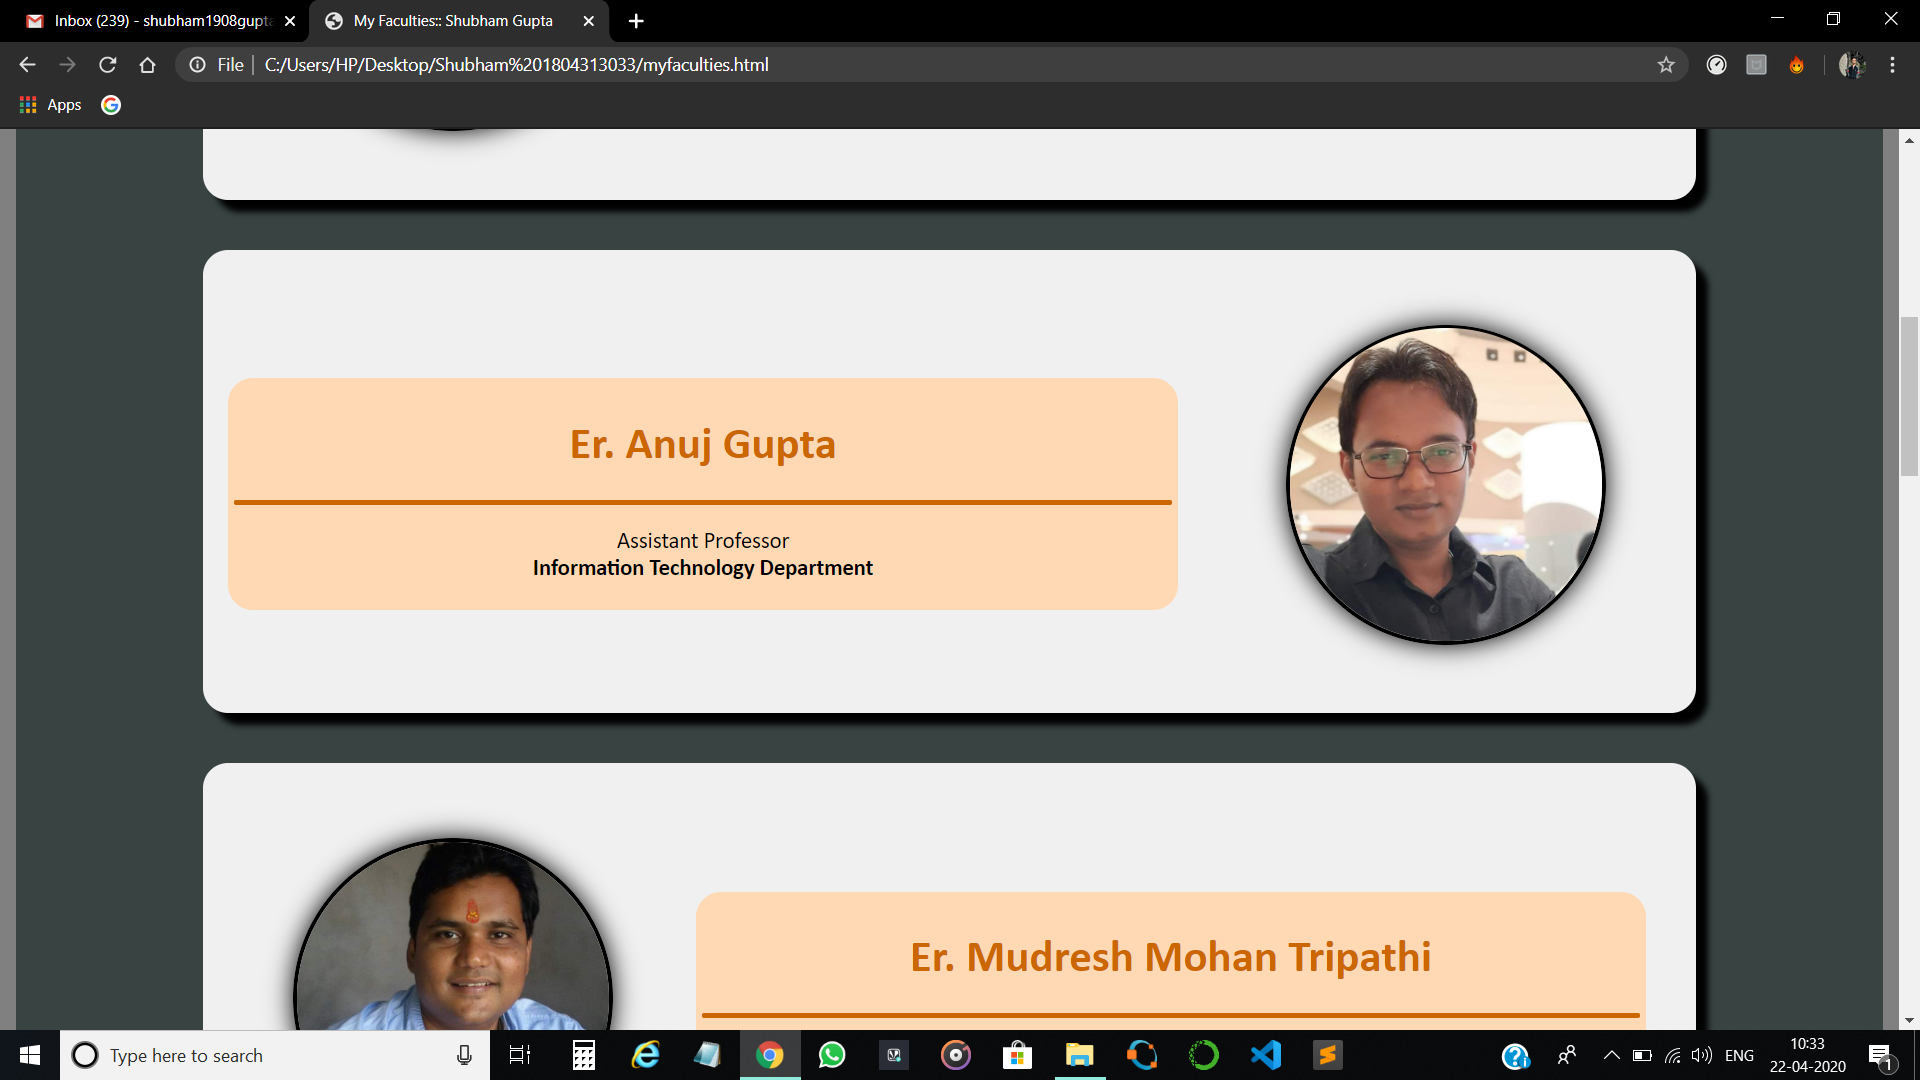 Inbox (239) - shubham1908gupta
My Faculties:: Shubham Gupta
File
C:/Users/HP/Desktop/Shubham%201804313033/myfaculties.html
Apps
Er. Anuj Gupta
Assistant Professor
Information Technology Department
Er. Mudresh Mohan Tripathi
Type here to search
ENG
10:33
22-04-2020
1